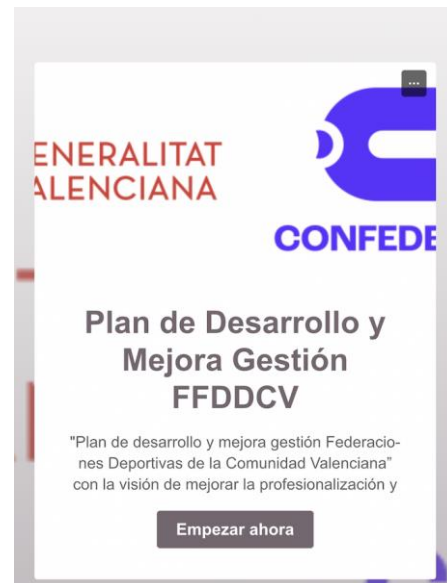 ENERALITAT
ALENCIANA
CONFEDE
Plan de Desarrollo y
Mejora Gestión
FFDDCV
"Plan de desarrollo y mejora gestión Federacio-
nes Deportivas de la Comunidad Valenciana”
con la visión de mejorar la profesionalización y
Empezar ahora